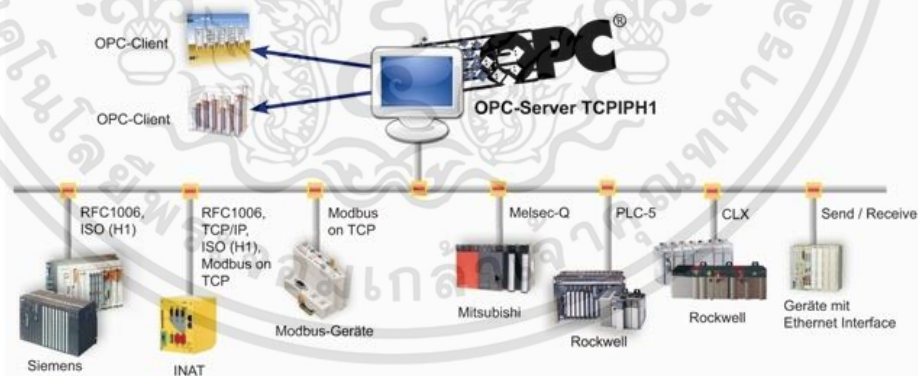 OPC-Client
OPC-Client
OPC®
OPC-Server TCPIPH1
RFC1006,
ISO (H1)
Siemens
RFC1006,
TCP/IP,
ISO (H1),
Modbus on
TCP
INAT
Modbus
on TCP
Modbus-Geräte
Melsec-Q
Mitsubishi
PLC-5
Rockwell
CLX
Rockwell
Send / Receive
Geräte mit
Ethernet Interface